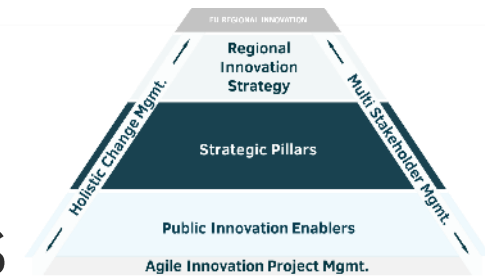 EU REGIONAL INNOVATION
Regional
Innovation
Strategy
Holistic Change Mgmt.
Multi Stakeholder Mgmt.
Strategic Pillars
Public Innovation Enablers
Agile Innovation Project Mgmt.